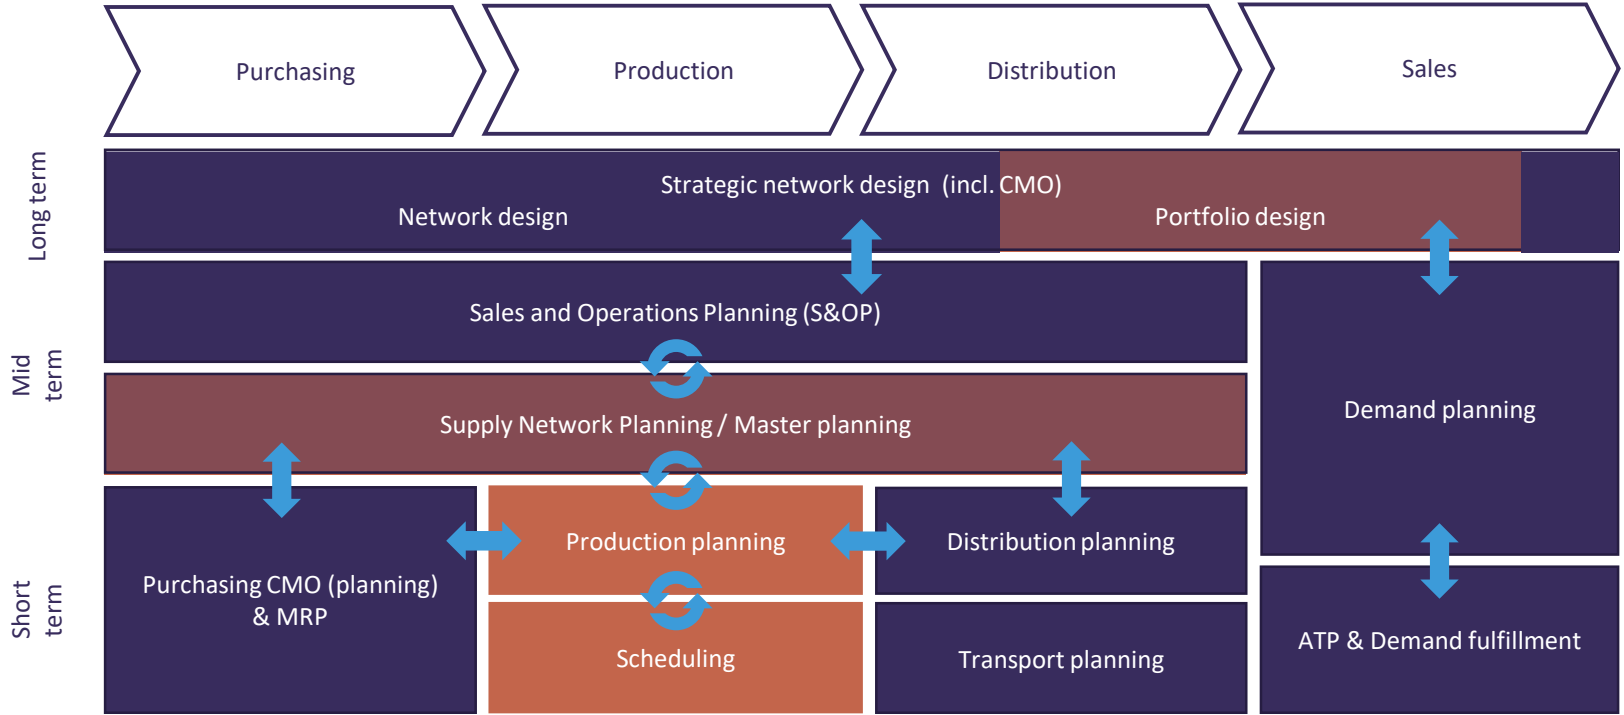 Purchasing
Production
Distribution
Sales
Long term
Strategic network design (incl. CMO)
Network design
Portfolio design
Mid
term
Sales and Operations Planning (S&OP)
Supply Network Planning / Master planning
Demand planning
Short
term
Purchasing CMO (planning)
& MRP
Production planning
Distribution planning
Scheduling
Transport planning
ATP & Demand fulfillment